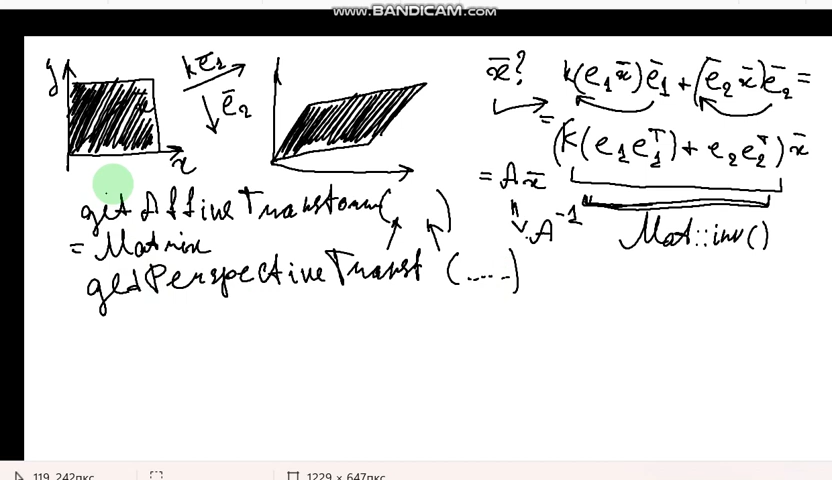 WWW.BANDICAM.COM
y
x
kē₁
ē₂
x̄? k(e₁x̄)ē₁ + (ē₂x̄)ē₂ =
= (k(e₁e₁ᵀ) + e₂e₂ᵀ)x̄
= Ax̄
A⁻¹
Mat::inv()
getAffineTransform( )
= Matrix
getPerspectiveTransf (.....)
119, 242пкс
1229 × 647пкс